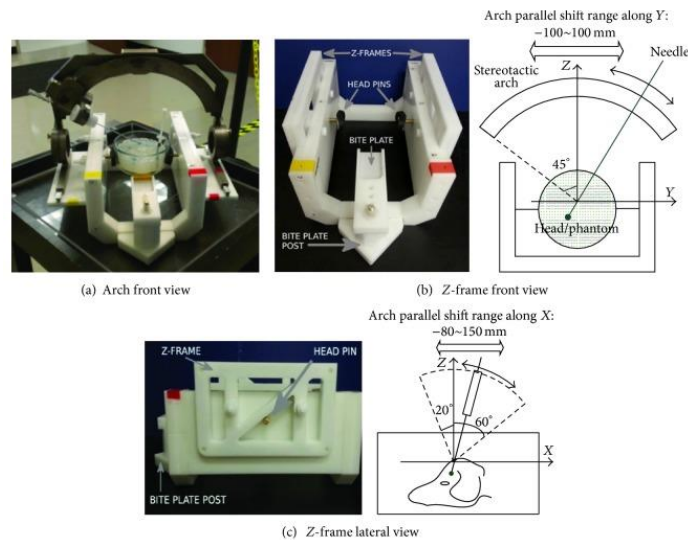 Arch parallel shift range along Y:
−100~100 mm
Z
Needle
Stereotactic
arch
45°
Y
Head/phantom
Z-FRAMES
HEAD PINS
BITE PLATE
BITE PLATE
POST
(a) Arch front view
(b) Z-frame front view
Arch parallel shift range along X:
−80~150 mm
Z-FRAME
HEAD PIN
Z
20°
60°
X
BITE PLATE POST
(c) Z-frame lateral view